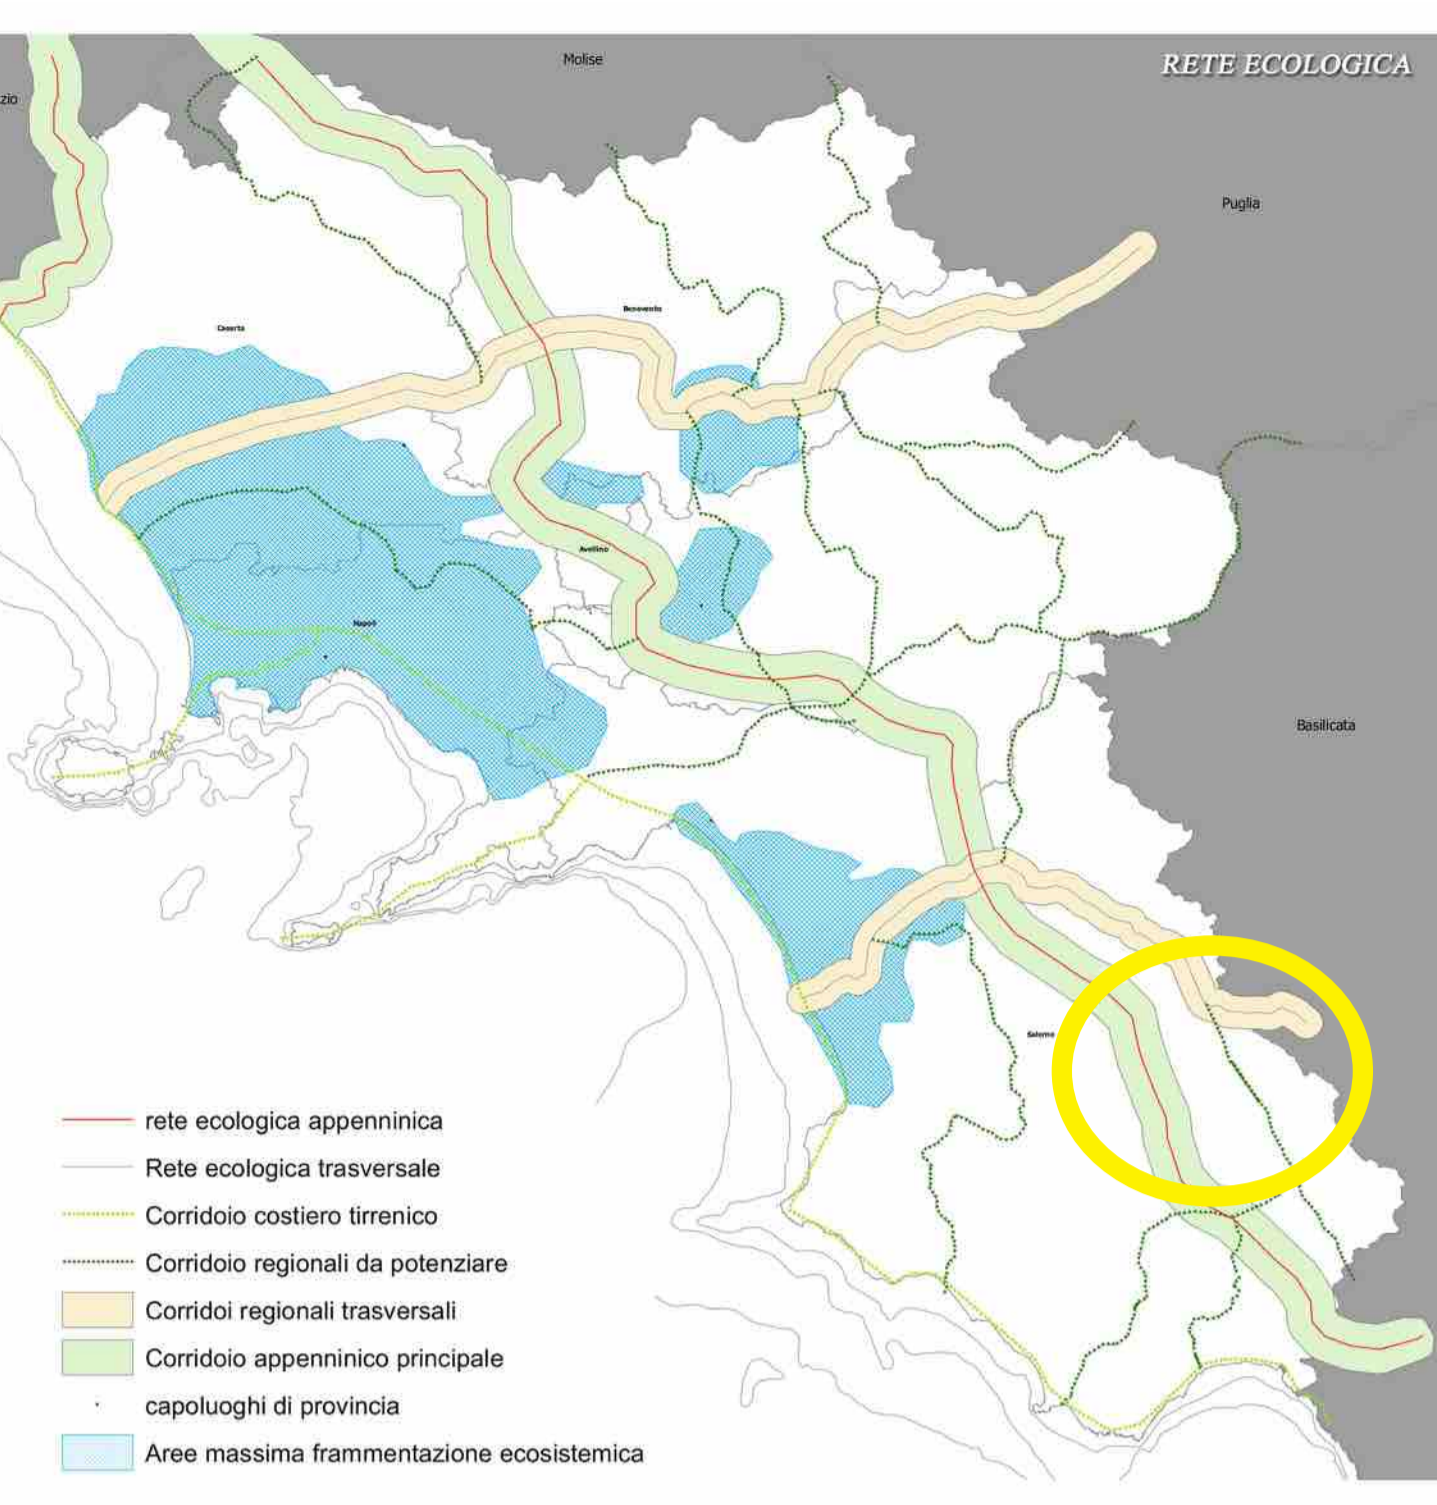 Molise
RETE ECOLOGICA
zio
Puglia
Benevento
Caserta
Avellino
Napoli
Basilicata
Salerno
rete ecologica appenninica
Rete ecologica trasversale
Corridoio costiero tirrenico
Corridoio regionali da potenziare
Corridoi regionali trasversali
Corridoio appenninico principale
capoluoghi di provincia
Aree massima frammentazione ecosistemica